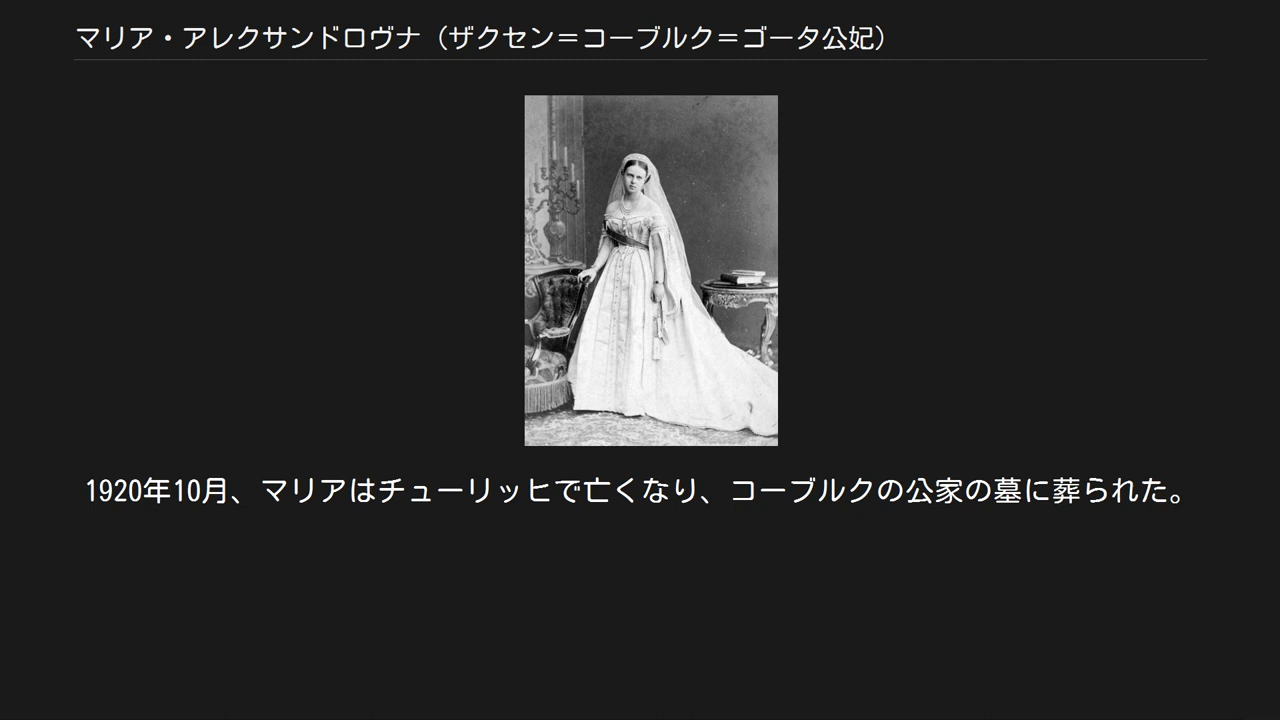 マリア・アレクサンドロヴナ（ザクセン＝コーブルク＝ゴータ公妃）
1920年10月、マリアはチューリッヒで亡くなり、コーブルクの公家の墓に葬られた。